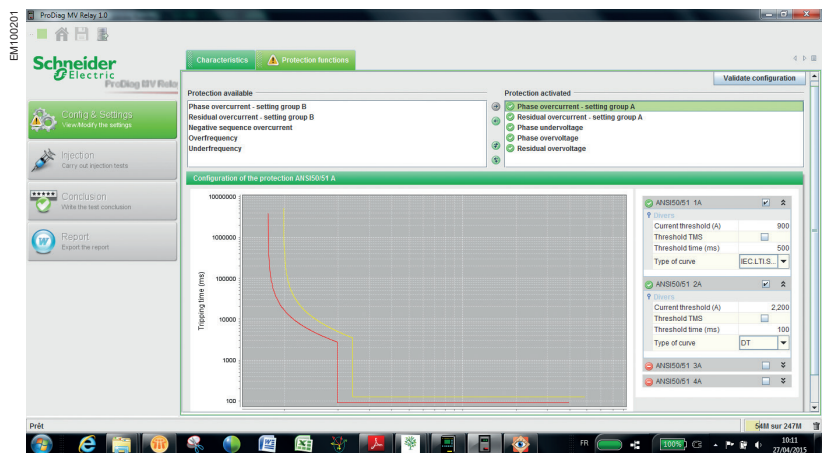 EM100201
ProDiag MV Relay 1.0
Schneider
Electric
ProDiag MV Relay
Characteristics
Protection functions
Validate configuration
Config & Settings
View/Modify the settings
Injection
Carry out injection tests
Conclusion
Write the test conclusion
Report
Export the report
Protection available
Phase overcurrent - setting group B
Residual overcurrent - setting group B
Negative sequence overcurrent
Overfrequency
Underfrequency
Protection activated
Phase overcurrent - setting group A
Residual overcurrent - setting group A
Phase undervoltage
Phase overvoltage
Residual overvoltage
Configuration of the protection ANSI50/51 A
Tripping time (ms)
10000000
1000000
100000
10000
1000
100
ANSI50/51 1A
Divers
Current threshold (A) 900
Threshold TMS
Threshold time (ms) 500
Type of curve IEC.LTI.S...
ANSI50/51 2A
Divers
Current threshold (A) 2,200
Threshold TMS
Threshold time (ms) 100
Type of curve DT
ANSI50/51 3A
ANSI50/51 4A
Prêt
54M sur 247M
FR
100%
10:11
27/04/2015